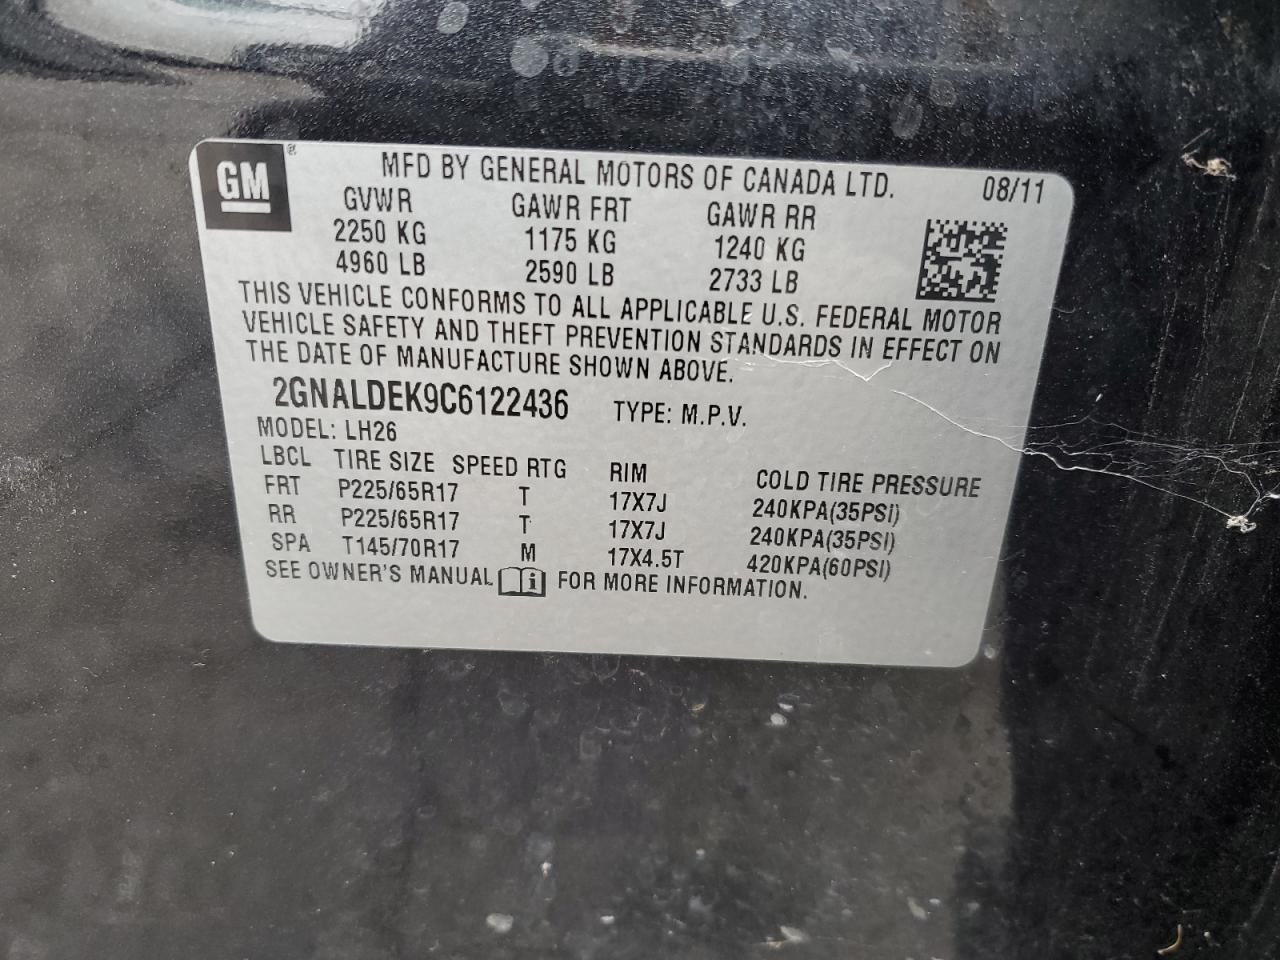 GM®
MFD BY GENERAL MOTORS OF CANADA LTD. 08/11
GVWR GAWR FRT GAWR RR
2250 KG 1175 KG 1240 KG
4960 LB 2590 LB 2733 LB
THIS VEHICLE CONFORMS TO ALL APPLICABLE U.S. FEDERAL MOTOR
VEHICLE SAFETY AND THEFT PREVENTION STANDARDS IN EFFECT ON
THE DATE OF MANUFACTURE SHOWN ABOVE.
2GNALDEK9C6122436 TYPE: M.P.V.
MODEL: LH26
LBCL TIRE SIZE SPEED RTG RIM COLD TIRE PRESSURE
FRT P225/65R17 T 17X7J 240KPA(35PSI)
RR P225/65R17 T 17X7J 240KPA(35PSI)
SPA T145/70R17 M 17X4.5T 420KPA(60PSI)
SEE OWNER'S MANUAL i FOR MORE INFORMATION.